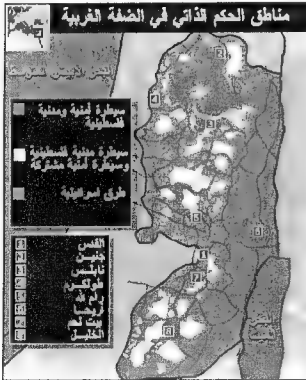 مناطق الحكم الذاتي في الضفة الغربية
البحر الأبيض المتوسط
سيطرة أمنية ومدنية فلسطينية
سيطرة مدنية فلسطينية
وسيطرة أمنية مشتركة
طرق اسرائيلية
القدس
جنين
نابلس
طولكرم
رام الله
أريحا
بيت لحم
الخليل